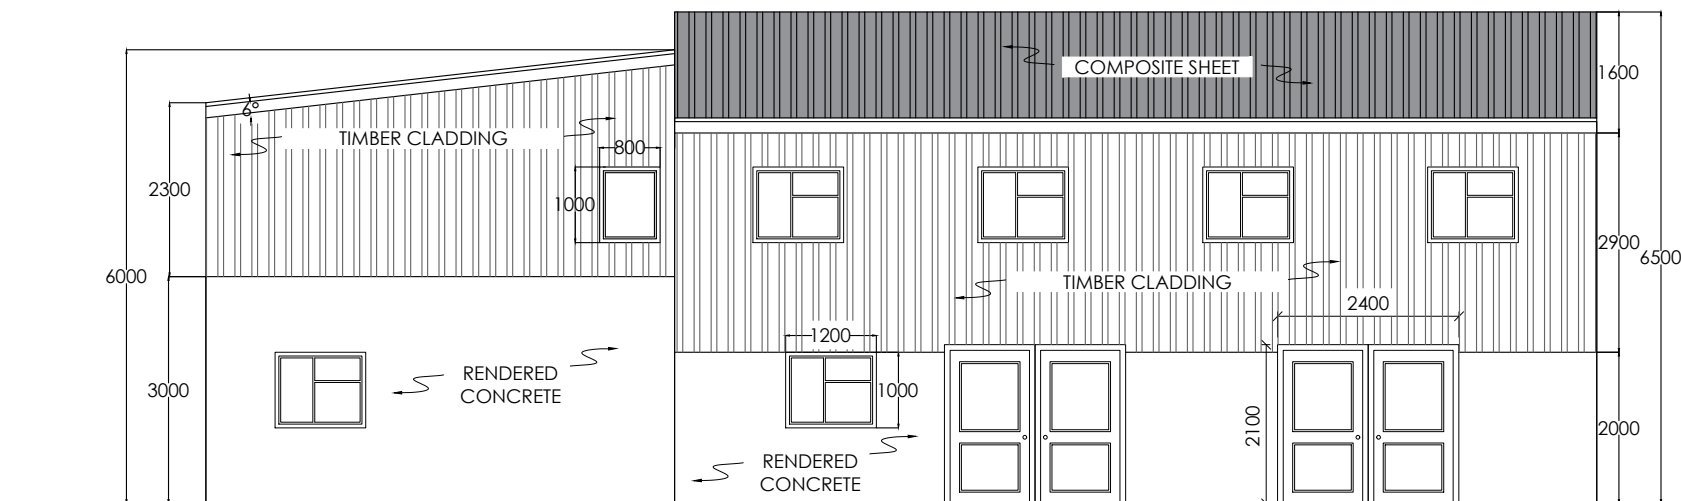 COMPOSITE SHEET
1600
6°
TIMBER CLADDING
800
2300
1000
2900
6500
6000
TIMBER CLADDING
2400
1200
RENDERED
CONCRETE
3000
1000
2100
2000
RENDERED
CONCRETE